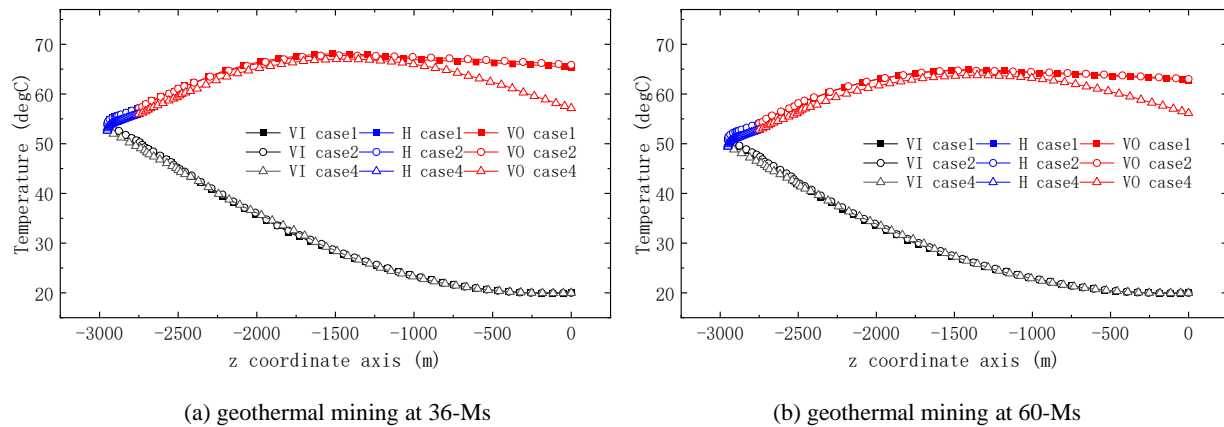 Temperature (degC)
70
60
50
40
30
20
VI case1 H case1 VO case1
VI case2 H case2 VO case2
VI case4 H case4 VO case4
-3000 -2500 -2000 -1500 -1000 -500 0
z coordinate axis (m)
(a) geothermal mining at 36-Ms
Temperature (degC)
70
60
50
40
30
20
VI case1 H case1 VO case1
VI case2 H case2 VO case2
VI case4 H case4 VO case4
-3000 -2500 -2000 -1500 -1000 -500 0
z coordinate axis (m)
(b) geothermal mining at 60-Ms